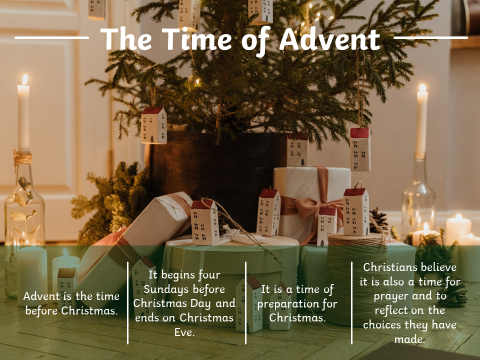 The Time of Advent
Advent is the time
before Christmas.
It begins four
Sundays before
Christmas Day and
ends on Christmas
Eve.
It is a time of
preparation for
Christmas.
Christians believe
it is also a time for
prayer and to
reflect on the
choices they have
made.